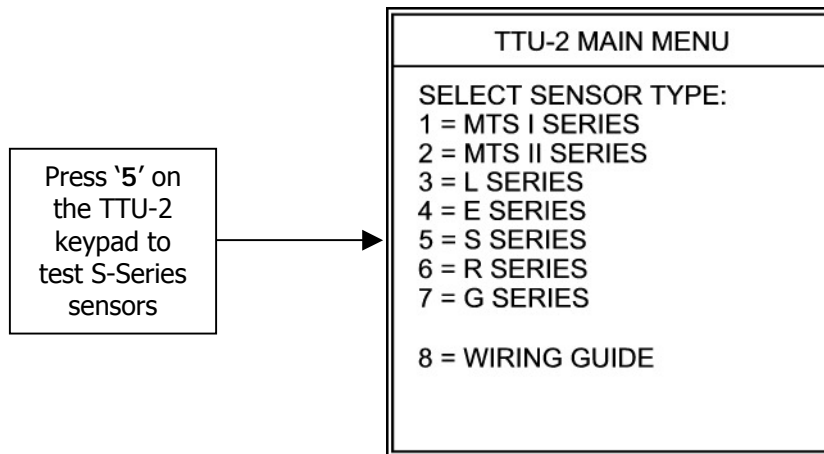 Press ‘5’ on
the TTU-2
keypad to
test S-Series
sensors
TTU-2 MAIN MENU
SELECT SENSOR TYPE:
1 = MTS I SERIES
2 = MTS II SERIES
3 = L SERIES
4 = E SERIES
5 = S SERIES
6 = R SERIES
7 = G SERIES
8 = WIRING GUIDE